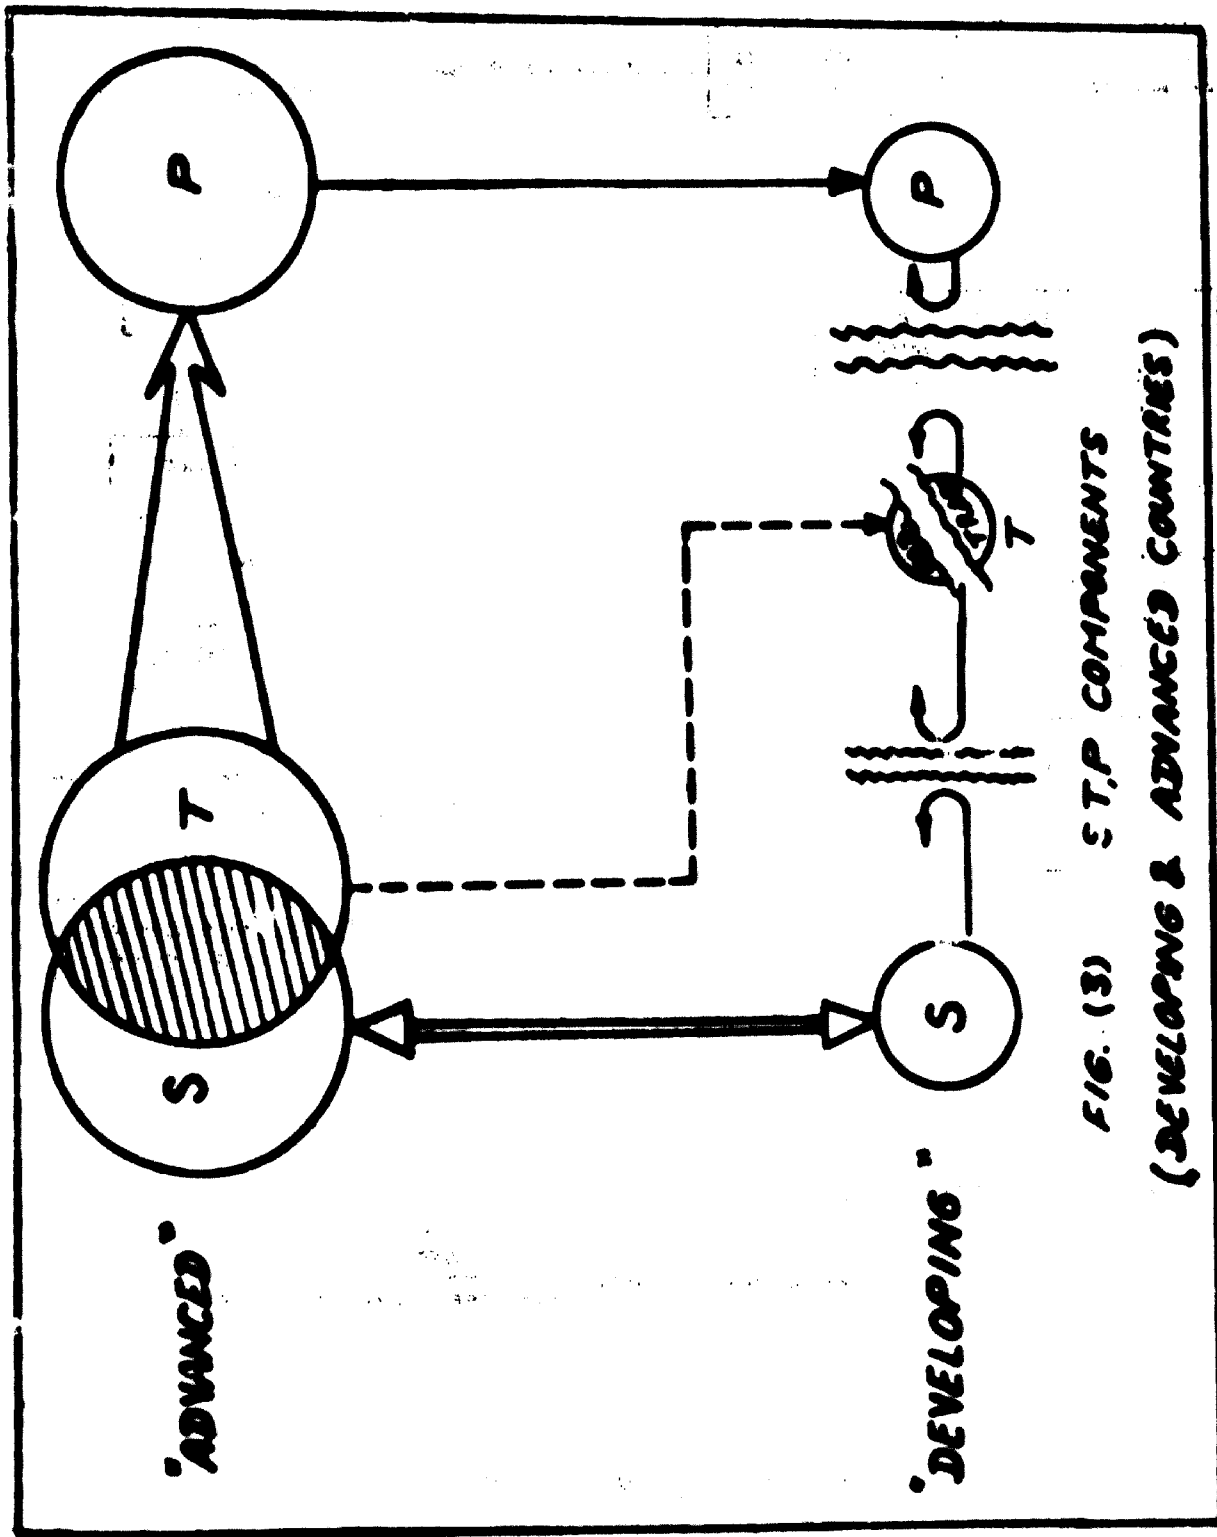 "ADVANCED"
S
T
P
"DEVELOPING"
S
T
P
FIG. (3) S T,P COMPONENTS
(DEVELOPING & ADVANCED COUNTRIES)